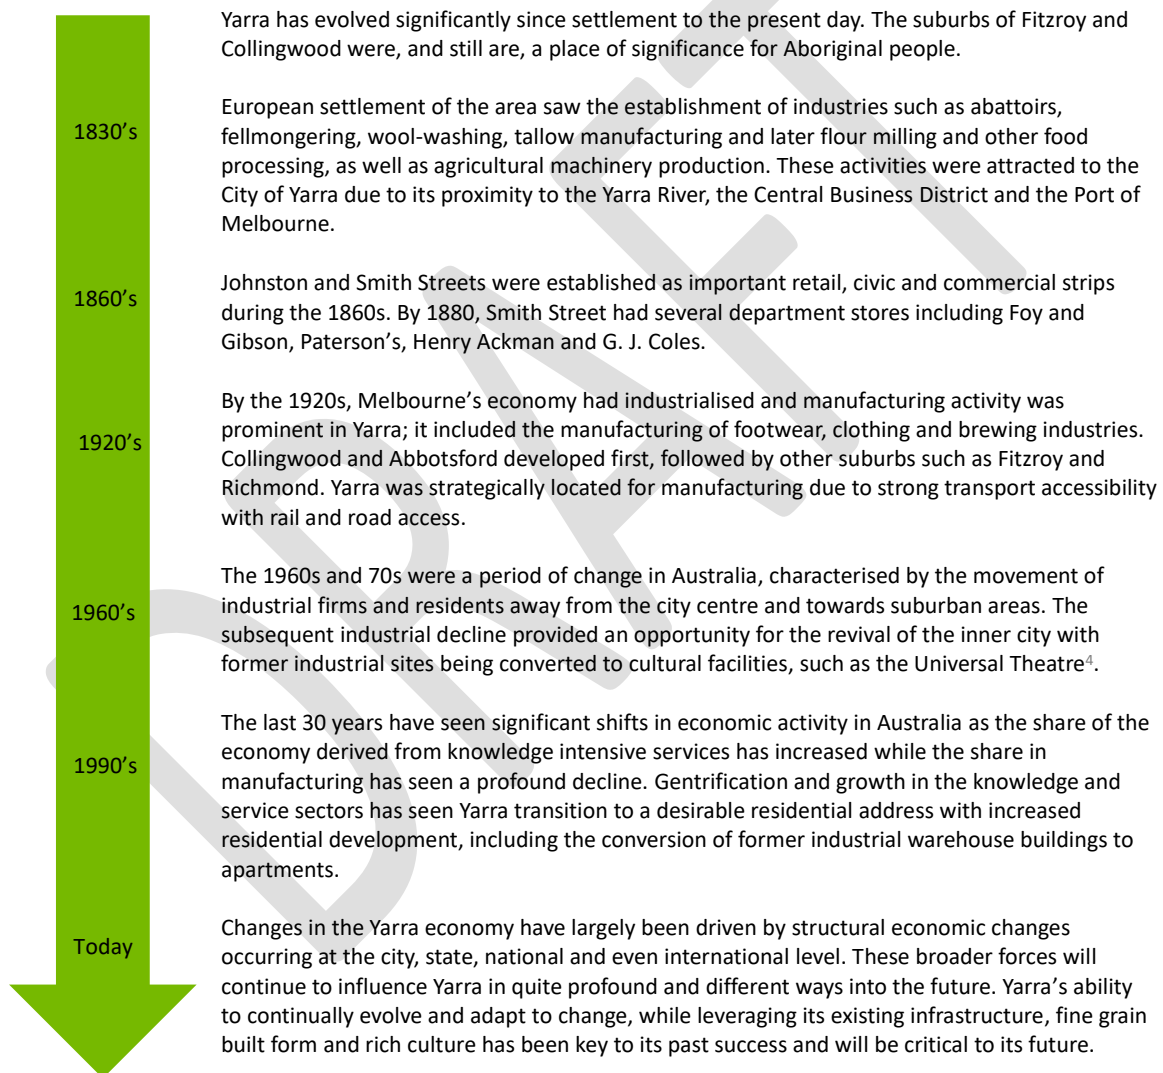 Yarra has evolved significantly since settlement to the present day. The suburbs of Fitzroy and
Collingwood were, and still are, a place of significance for Aboriginal people.
1830’s
European settlement of the area saw the establishment of industries such as abattoirs,
fellmongering, wool-washing, tallow manufacturing and later flour milling and other food
processing, as well as agricultural machinery production. These activities were attracted to the
City of Yarra due to its proximity to the Yarra River, the Central Business District and the Port of
Melbourne.
1860’s
Johnston and Smith Streets were established as important retail, civic and commercial strips
during the 1860s. By 1880, Smith Street had several department stores including Foy and
Gibson, Paterson’s, Henry Ackman and G. J. Coles.
1920’s
By the 1920s, Melbourne’s economy had industrialised and manufacturing activity was
prominent in Yarra; it included the manufacturing of footwear, clothing and brewing industries.
Collingwood and Abbotsford developed first, followed by other suburbs such as Fitzroy and
Richmond. Yarra was strategically located for manufacturing due to strong transport accessibility
with rail and road access.
1960’s
The 1960s and 70s were a period of change in Australia, characterised by the movement of
industrial firms and residents away from the city centre and towards suburban areas. The
subsequent industrial decline provided an opportunity for the revival of the inner city with
former industrial sites being converted to cultural facilities, such as the Universal Theatre⁴.
1990’s
The last 30 years have seen significant shifts in economic activity in Australia as the share of the
economy derived from knowledge intensive services has increased while the share in
manufacturing has seen a profound decline. Gentrification and growth in the knowledge and
service sectors has seen Yarra transition to a desirable residential address with increased
residential development, including the conversion of former industrial warehouse buildings to
apartments.
Today
Changes in the Yarra economy have largely been driven by structural economic changes
occurring at the city, state, national and even international level. These broader forces will
continue to influence Yarra in quite profound and different ways into the future. Yarra’s ability
to continually evolve and adapt to change, while leveraging its existing infrastructure, fine grain
built form and rich culture has been key to its past success and will be critical to its future.
DRAFT